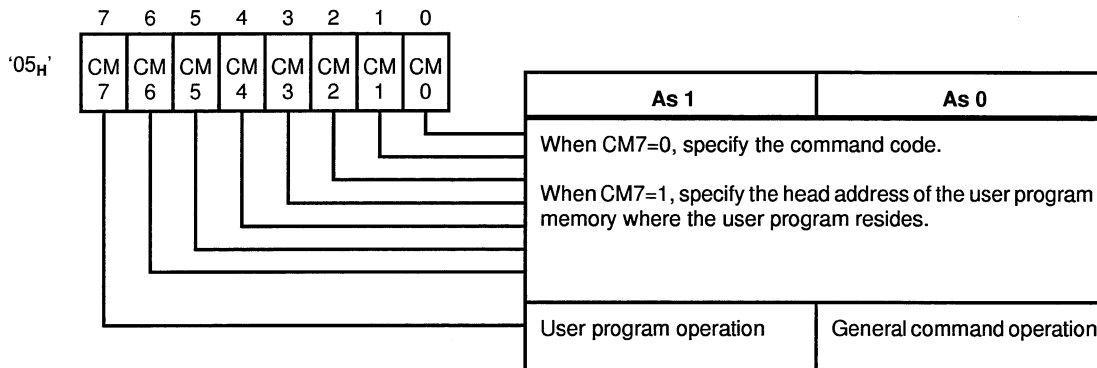 7 6 5 4 3 2 1 0
'05H' CM CM CM CM CM CM CM CM
7 6 5 4 3 2 1 0
As 1 As 0
When CM7=0, specify the command code.
When CM7=1, specify the head address of the user program
memory where the user program resides.
User program operation General command operation